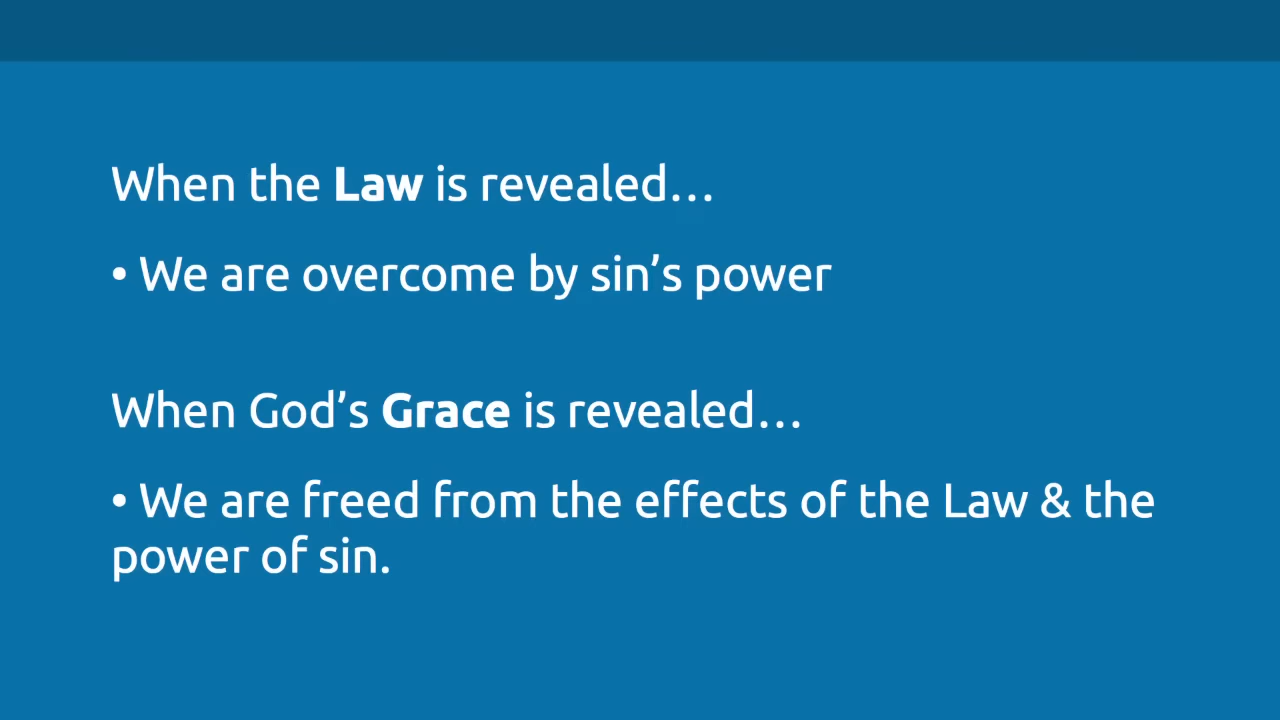 When the Law is revealed…
• We are overcome by sin’s power
When God’s Grace is revealed…
• We are freed from the effects of the Law & the
power of sin.